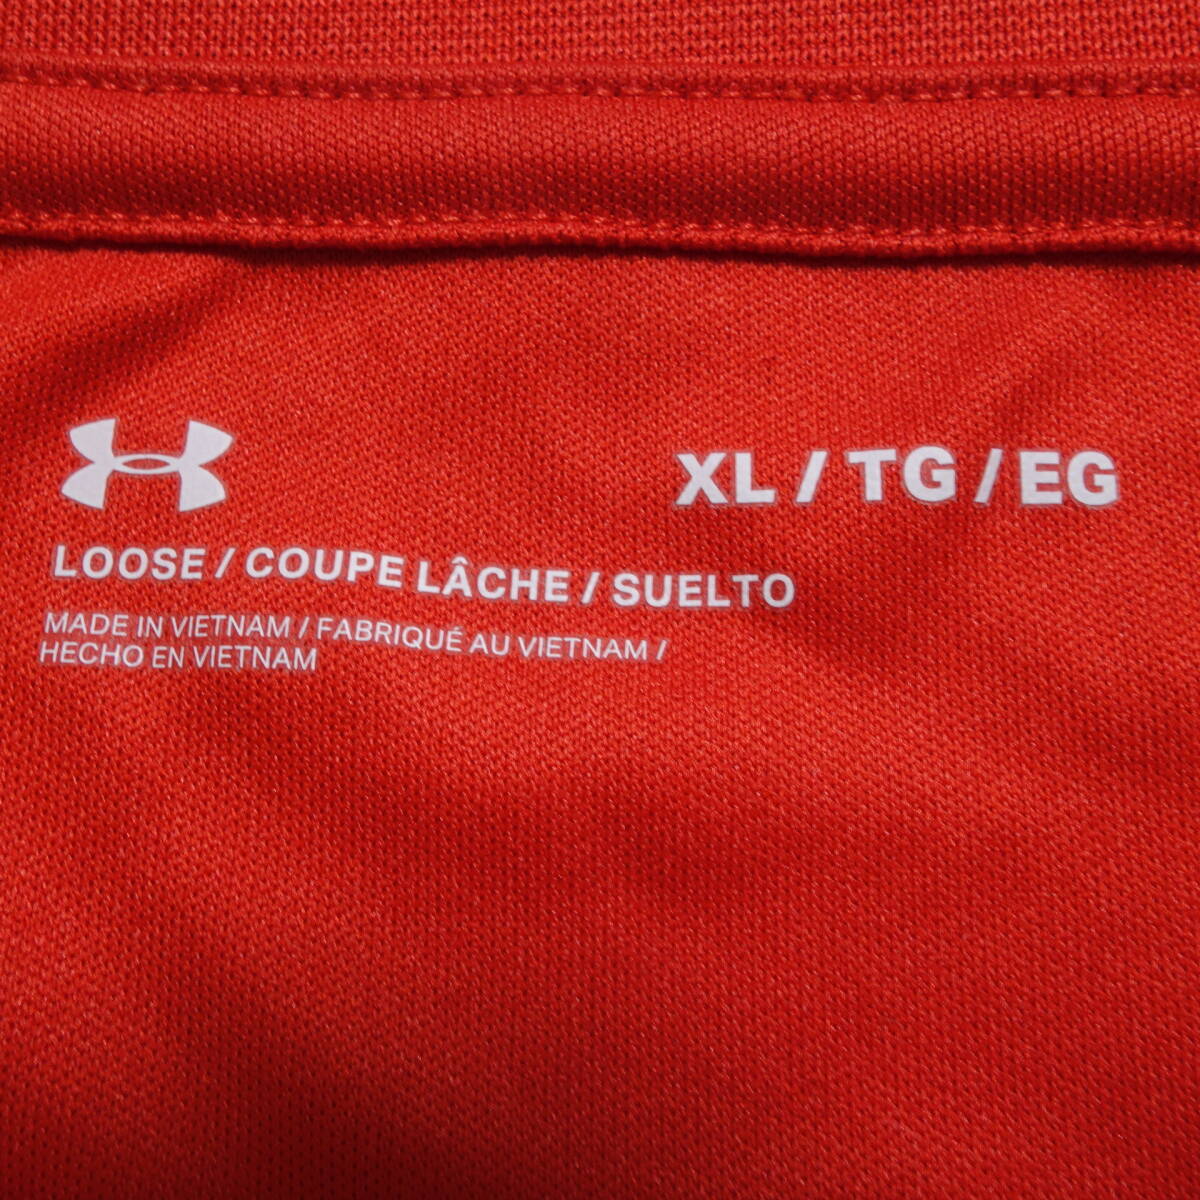 XL / TG / EG
LOOSE / COUPE LÂCHE / SUELTO
MADE IN VIETNAM / FABRIQUÉ AU VIETNAM /
HECHO EN VIETNAM